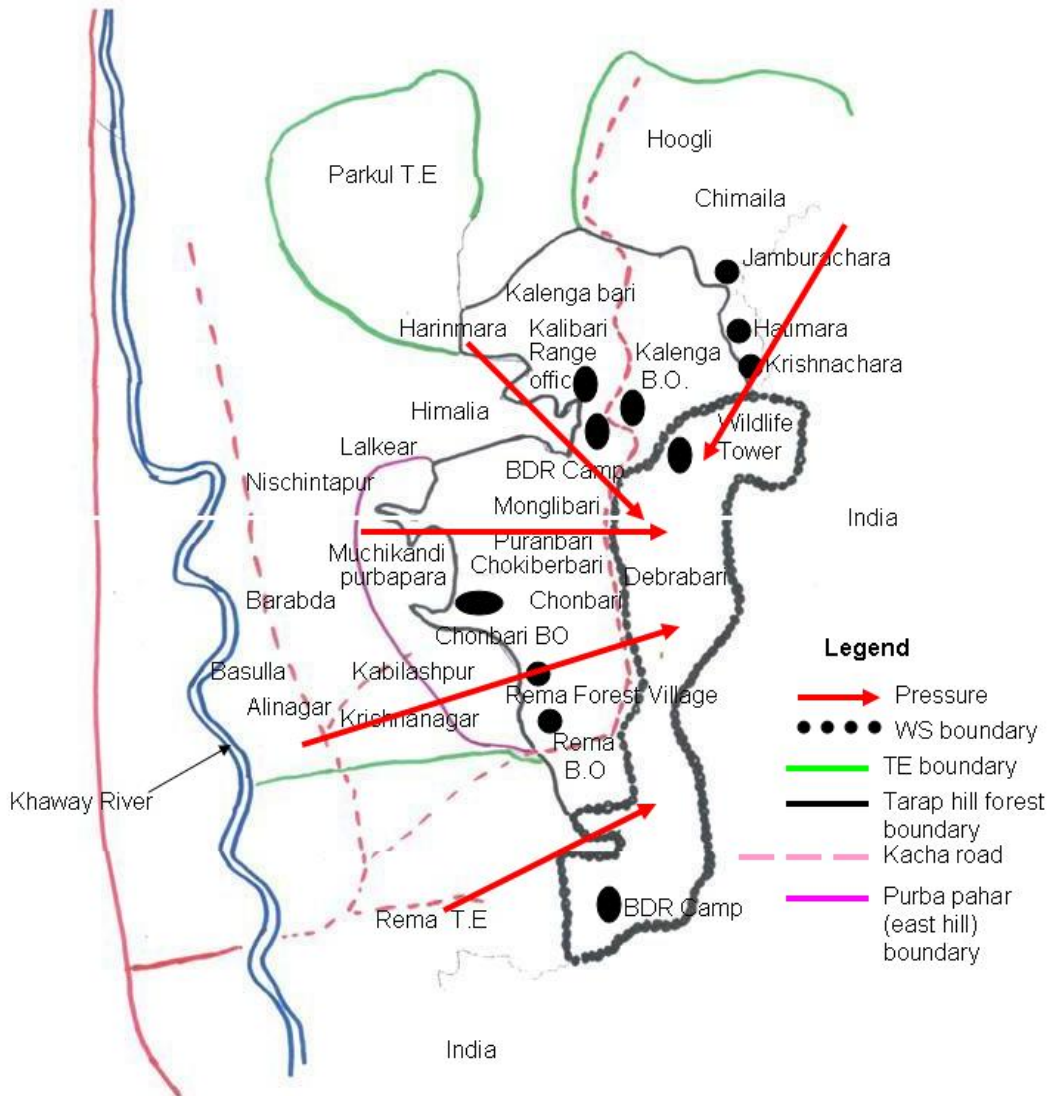 Hoogli
Parkul T.E
Chimaila
Jamburachara
Kalenga bari
Harinmara
Kalibari
Hatimara
Range
office
Kalenga
B.O.
Krishnachara
Himalia
Wildlife
Tower
Lalkear
BDR Camp
Nischintapur
Monglibari
India
Puranbari
Muchikandi
purbapara
Chokiberbari
Debrabari
Barabda
Chonbari
Chonbari BO
Legend
Basulla
Kabilashpur
Pressure
Rema Forest Village
Alinagar
Krishnanagar
WS boundary
Rema
B.O
TE boundary
Khaway River
Tarap hill forest
boundary
Kacha road
Purba pahar
(east hill)
boundary
Rema T.E
BDR Camp
India